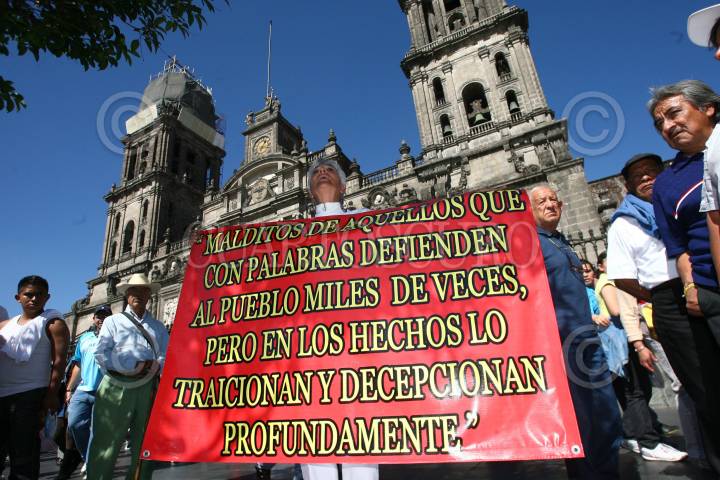 "MALDITOS DE AQUELLOS QUE
CON PALABRAS DEFIENDEN
AL PUEBLO MILES DE VECES,
PERO EN LOS HECHOS LO
TRAICIONAN Y DECEPCIONAN
PROFUNDAMENTE."